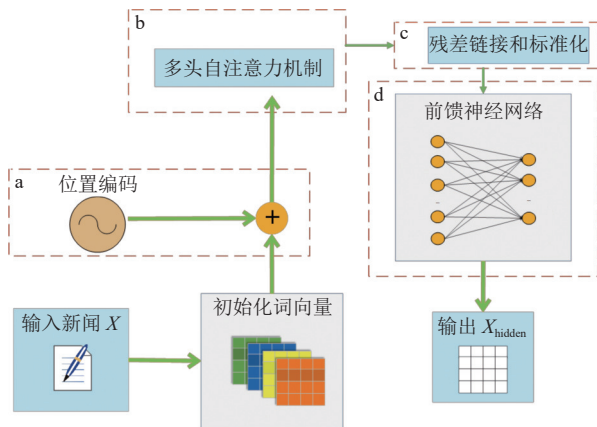 b
多头自注意力机制
c
残差链接和标准化
d
前馈神经网络
a
位置编码
+
输入新闻 X
初始化词向量
输出 Xhidden